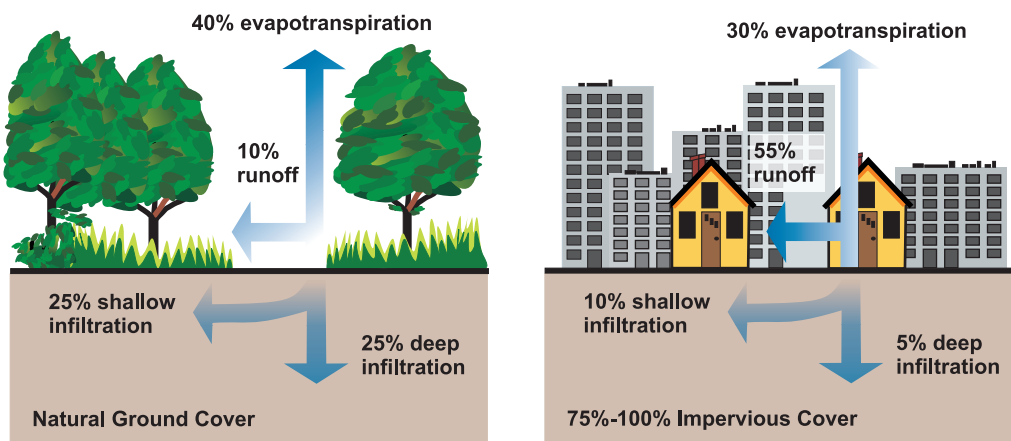 40% evapotranspiration
10%
runoff
25% shallow
infiltration
25% deep
infiltration
Natural Ground Cover
30% evapotranspiration
55%
runoff
10% shallow
infiltration
5% deep
infiltration
75%-100% Impervious Cover